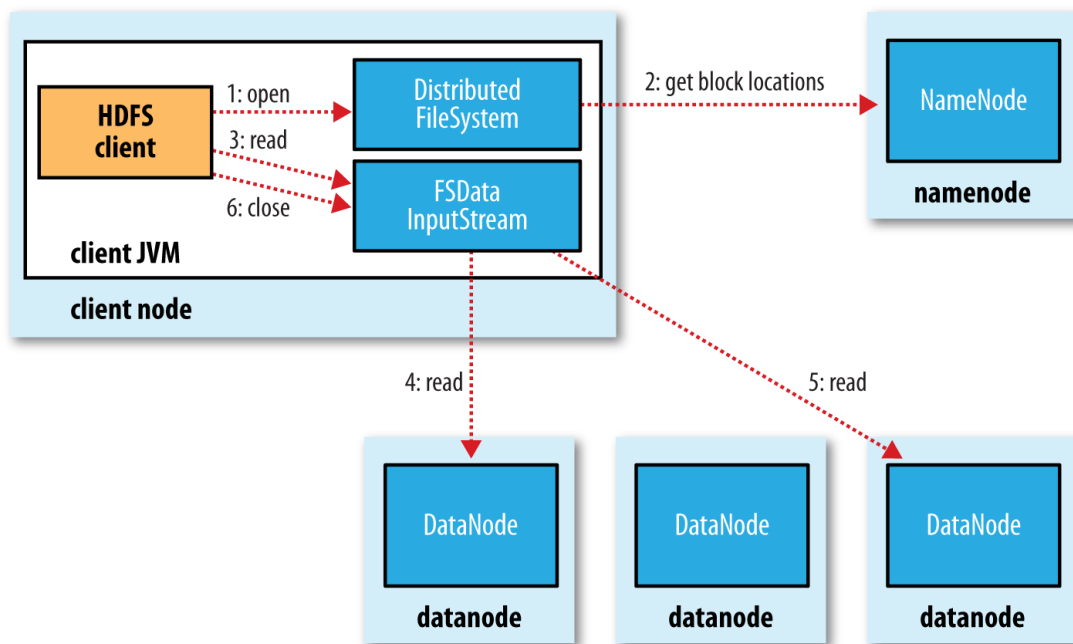 HDFS
client
1: open
3: read
6: close
Distributed
FileSystem
FSData
InputStream
client JVM
client node
2: get block locations
NameNode
namenode
4: read
5: read
DataNode
datanode
DataNode
datanode
DataNode
datanode